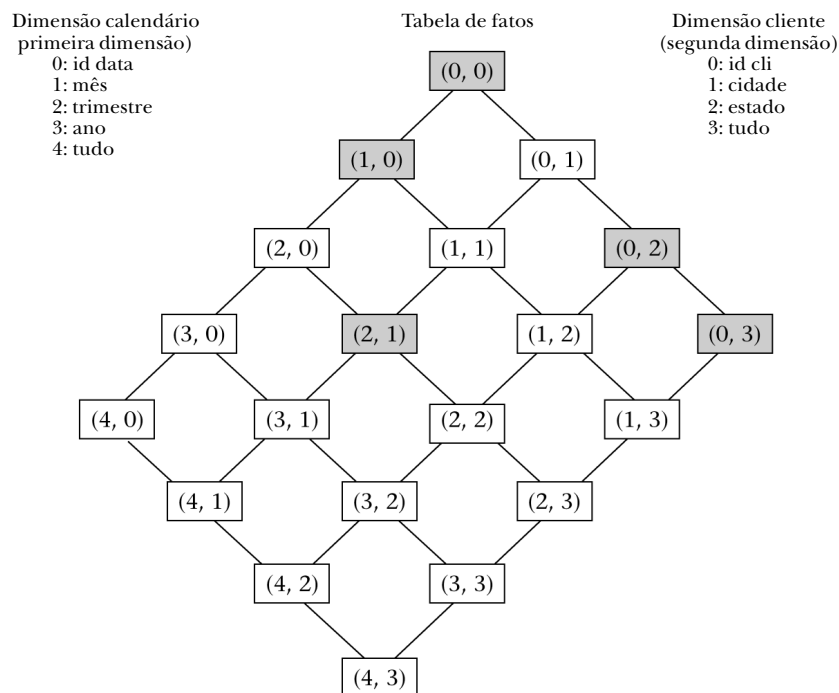 Dimensão calendário
primeira dimensão)
0: id data
1: mês
2: trimestre
3: ano
4: tudo
Tabela de fatos
Dimensão cliente
(segunda dimensão)
0: id cli
1: cidade
2: estado
3: tudo
(0, 0)
(1, 0)
(0, 1)
(2, 0)
(1, 1)
(0, 2)
(3, 0)
(2, 1)
(1, 2)
(0, 3)
(4, 0)
(3, 1)
(2, 2)
(1, 3)
(4, 1)
(3, 2)
(2, 3)
(4, 2)
(3, 3)
(4, 3)